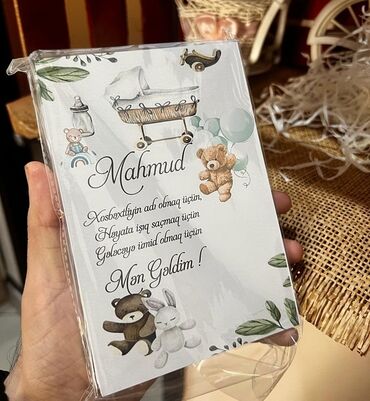 Mahmud
Xoşbəxtliyin adı olmaq üçün,
Həyata işıq saçmaq üçün
Gələcəyə ümid olmaq üçün
Mən Gəldim !